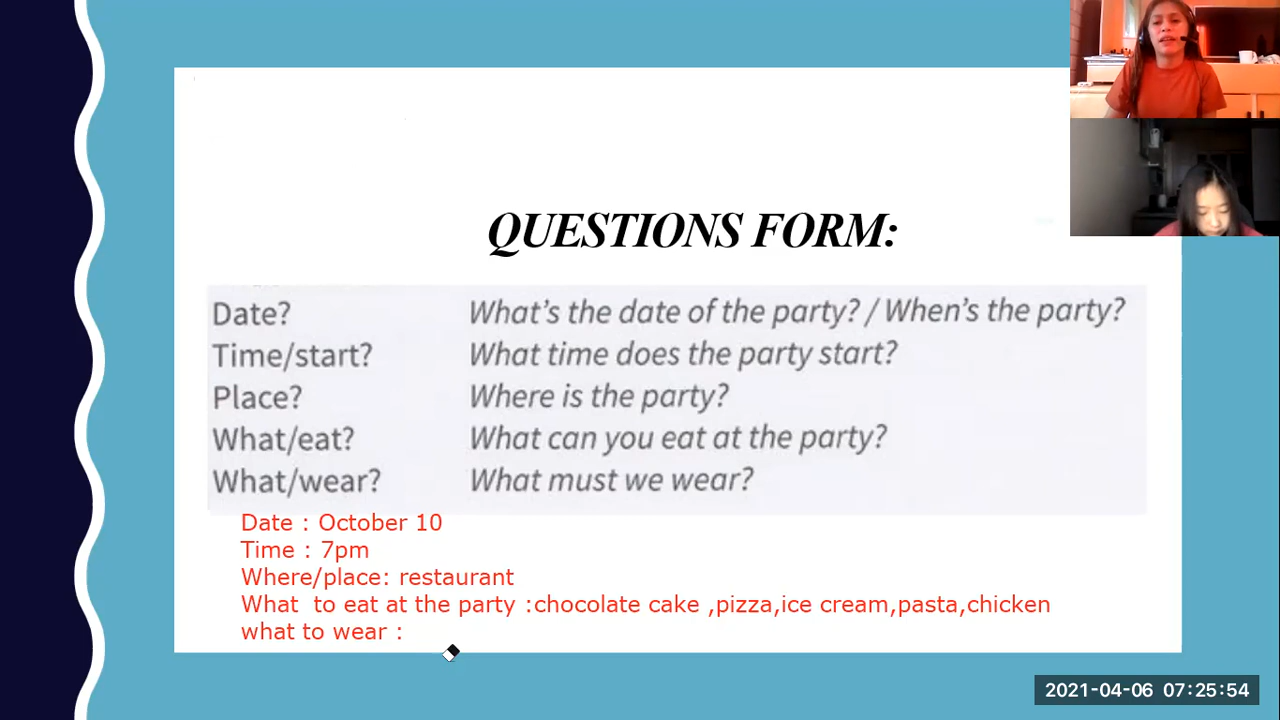 QUESTIONS FORM:
Date? What's the date of the party? / When's the party?
Time/start? What time does the party start?
Place? Where is the party?
What/eat? What can you eat at the party?
What/wear? What must we wear?
Date : October 10
Time : 7pm
Where/place: restaurant
What  to eat at the party :chocolate cake ,pizza,ice cream,pasta,chicken
what to wear :
2021-04-06 07:25:54